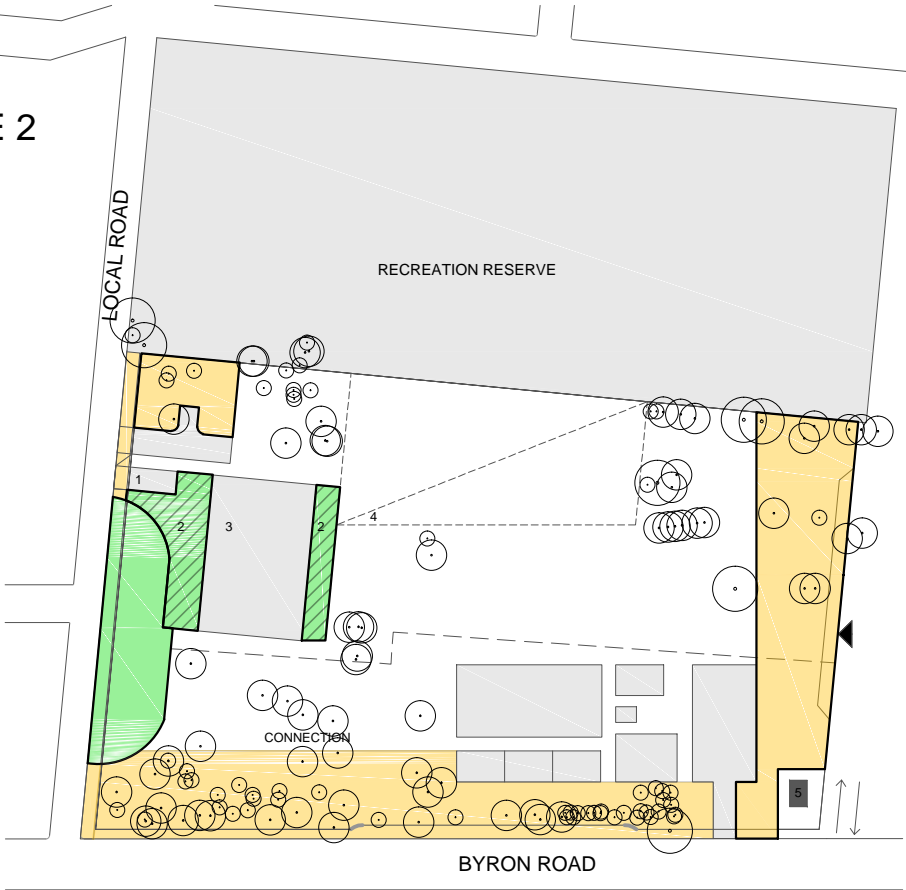 E 2
LOCAL ROAD
RECREATION RESERVE
1
2
3
2
4
CONNECTION
5
BYRON ROAD